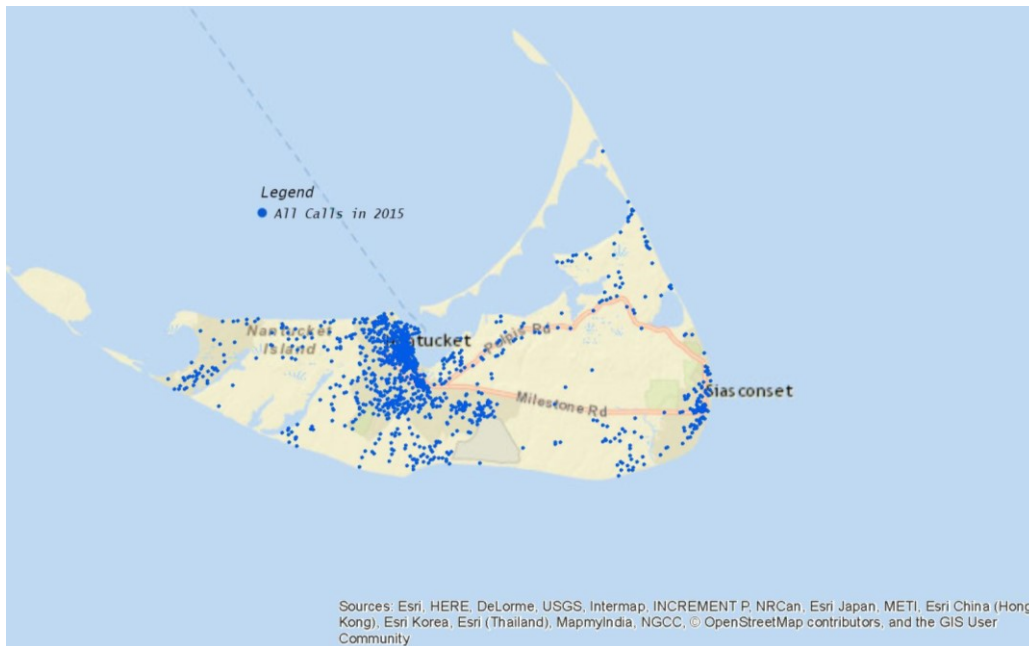 Legend
All Calls in 2015
Nantucket
Island
Nantucket
Polpis Rd
Siasconset
Milestone Rd
Sources: Esri, HERE, DeLorme, USGS, Intermap, INCREMENT P, NRCan, Esri Japan, METI, Esri China (Hong
Kong), Esri Korea, Esri (Thailand), MapmyIndia, NGCC, © OpenStreetMap contributors, and the GIS User
Community